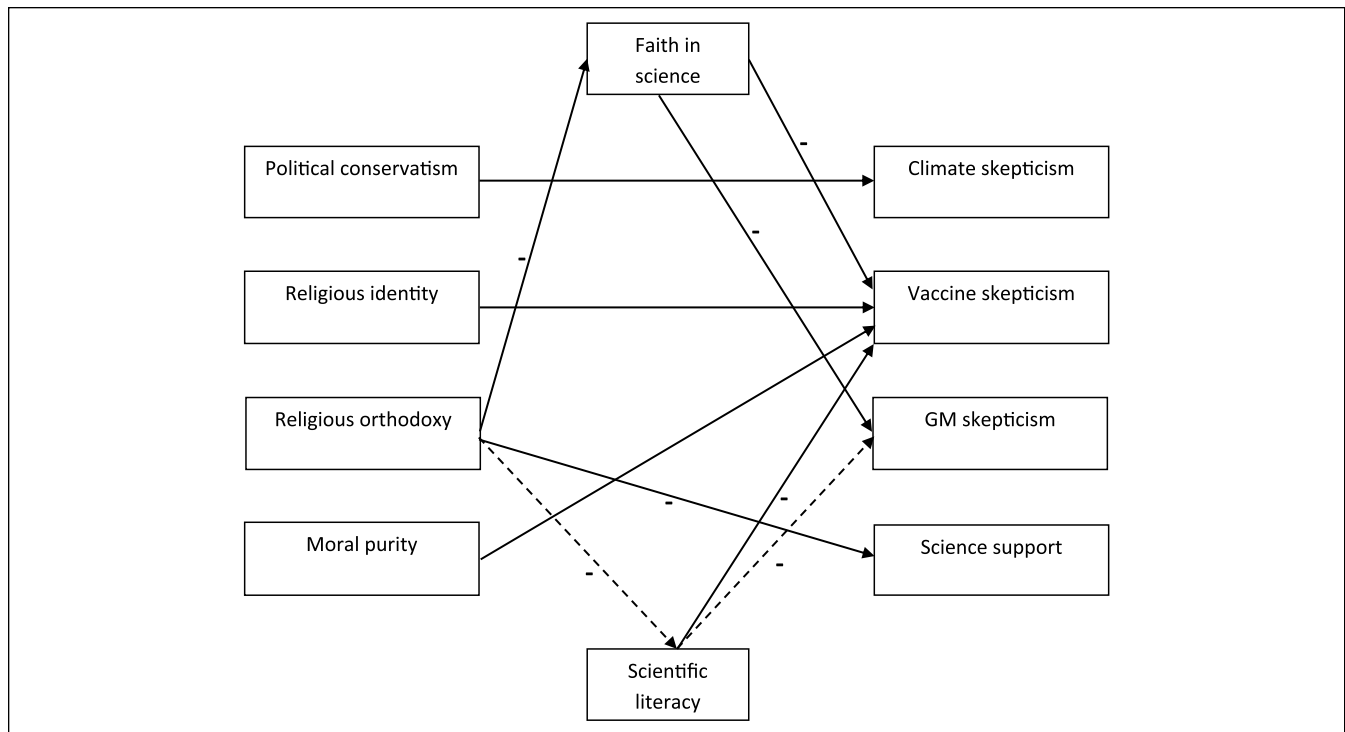 Faith in
science
-
Political conservatism
Climate skepticism
-
-
Religious identity
Vaccine skepticism
Religious orthodoxy
GM skepticism
-
-
Moral purity
Science support
-
-
Scientific
literacy